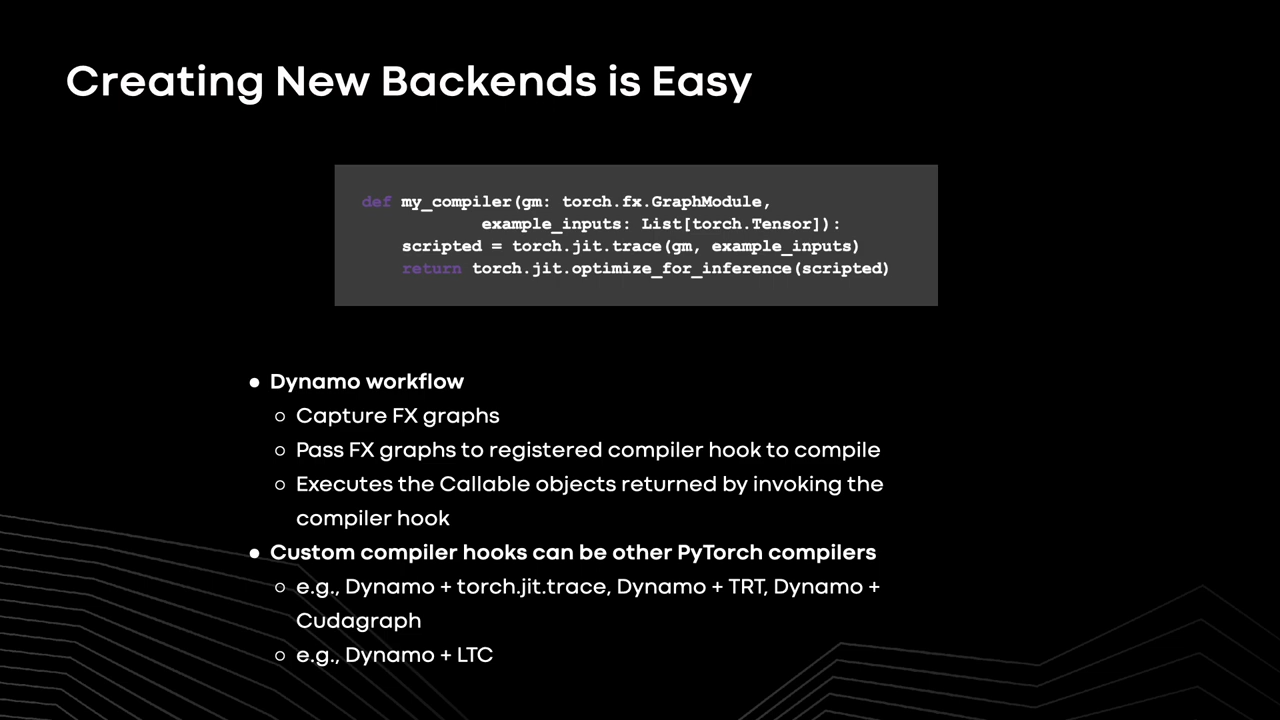 Creating New Backends is Easy
def my_compiler(gm: torch.fx.GraphModule,
example_inputs: List[torch.Tensor]):
scripted = torch.jit.trace(gm, example_inputs)
return torch.jit.optimize_for_inference(scripted)
● Dynamo workflow
○ Capture FX graphs
○ Pass FX graphs to registered compiler hook to compile
○ Executes the Callable objects returned by invoking the
compiler hook
● Custom compiler hooks can be other PyTorch compilers
○ e.g., Dynamo + torch.jit.trace, Dynamo + TRT, Dynamo +
Cudagraph
○ e.g., Dynamo + LTC